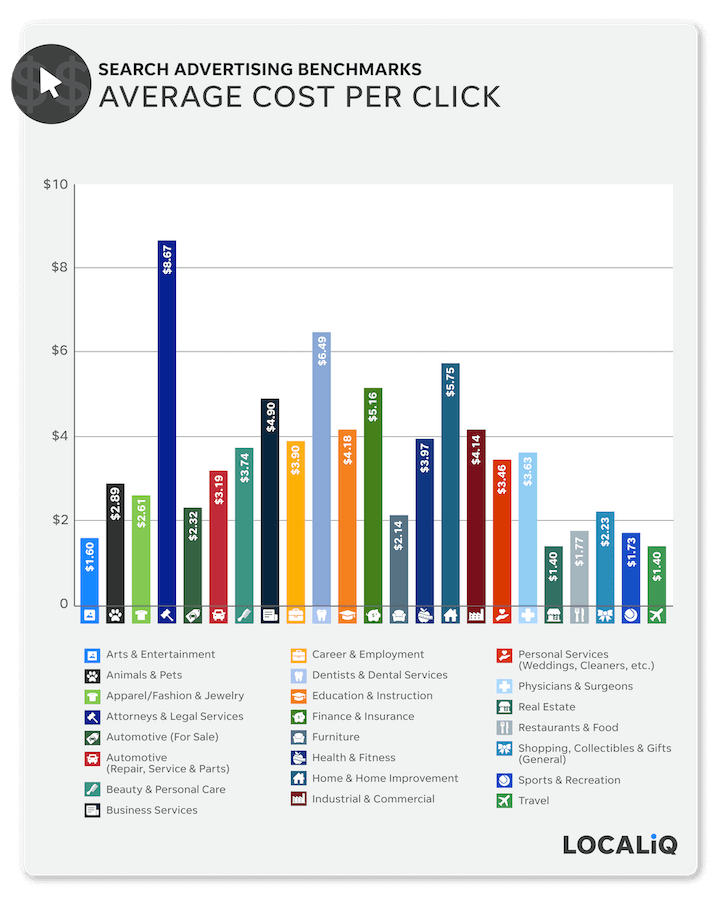 SEARCH ADVERTISING BENCHMARKS
AVERAGE COST PER CLICK
$10
$8
$6
$4
$2
0
$1.60
$2.89
$2.61
$8.67
$2.32
$3.19
$3.74
$4.90
$3.90
$6.49
$4.18
$5.16
$2.14
$3.97
$5.75
$4.14
$3.46
$3.63
$1.40
$1.77
$2.23
$1.73
$1.40
Arts & Entertainment
Animals & Pets
Apparel/Fashion & Jewelry
Attorneys & Legal Services
Automotive (For Sale)
Automotive
(Repair, Service & Parts)
Beauty & Personal Care
Business Services
Career & Employment
Dentists & Dental Services
Education & Instruction
Finance & Insurance
Furniture
Health & Fitness
Home & Home Improvement
Industrial & Commercial
Personal Services
(Weddings, Cleaners, etc.)
Physicians & Surgeons
Real Estate
Restaurants & Food
Shopping, Collectibles & Gifts
(General)
Sports & Recreation
Travel
LOCALiQ